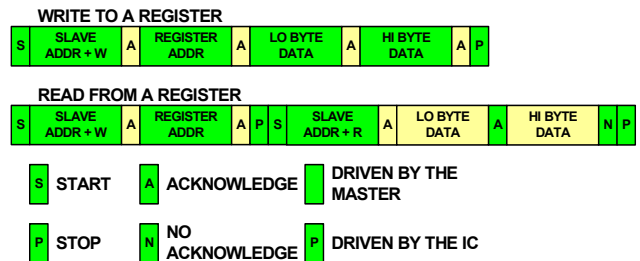 WRITE TO A REGISTER
S SLAVE ADDR + W A REGISTER ADDR A LO BYTE DATA A HI BYTE DATA A P
READ FROM A REGISTER
S SLAVE ADDR + W A REGISTER ADDR A P S SLAVE ADDR + R A LO BYTE DATA A HI BYTE DATA N P
S START A ACKNOWLEDGE DRIVEN BY THE MASTER
P STOP N NO ACKNOWLEDGE P DRIVEN BY THE IC